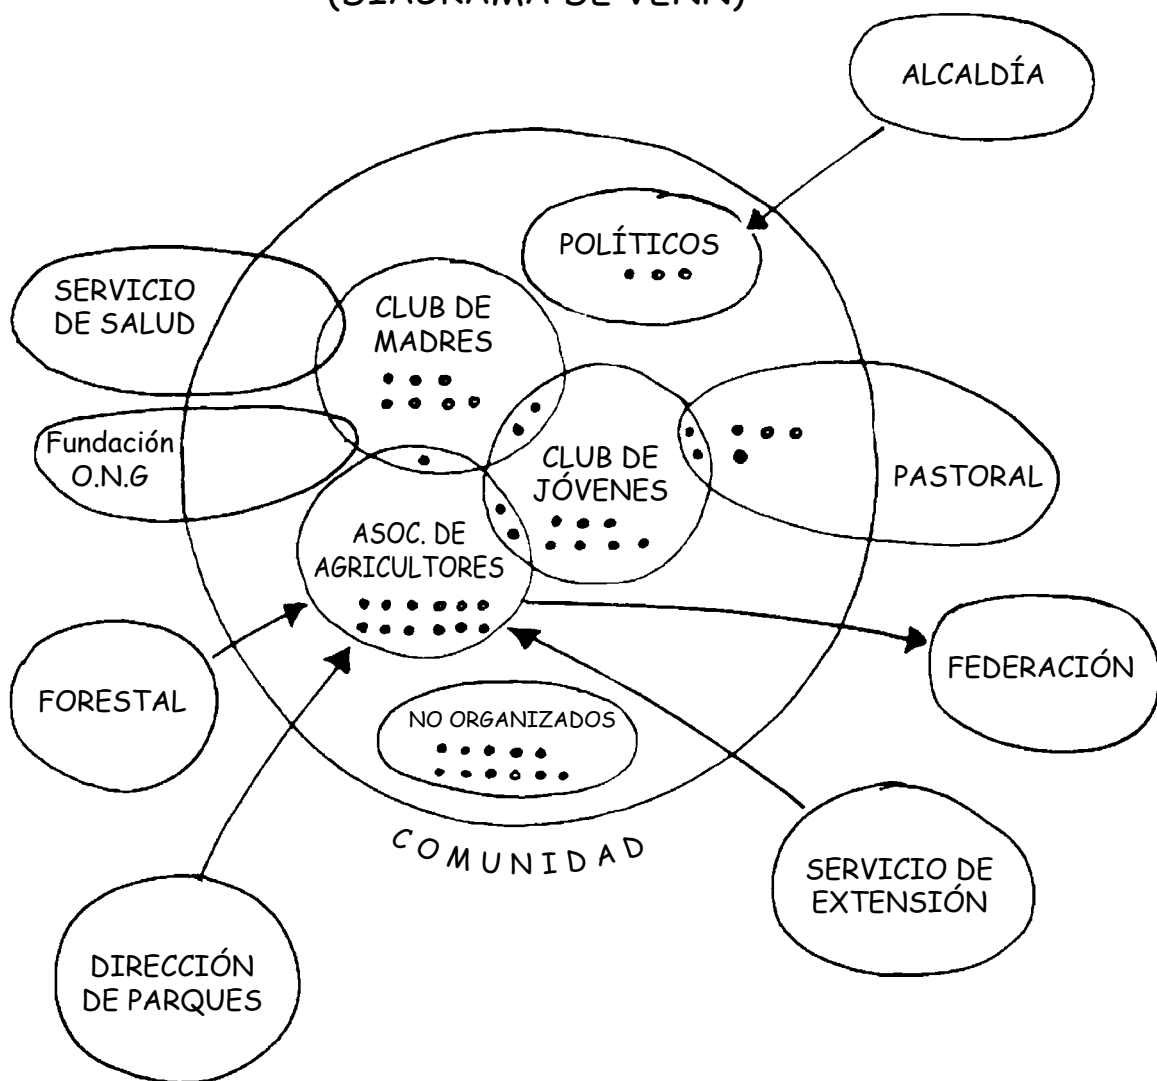 (DIAGRAMA DE VENN)
ALCALDÍA
POLÍTICOS
SERVICIO
DE SALUD
CLUB DE
MADRES
Fundación
O.N.G
CLUB DE
JÓVENES
PASTORAL
ASOC. DE
AGRICULTORES
FORESTAL
FEDERACIÓN
NO ORGANIZADOS
COMUNIDAD
SERVICIO DE
EXTENSIÓN
DIRECCIÓN
DE PARQUES